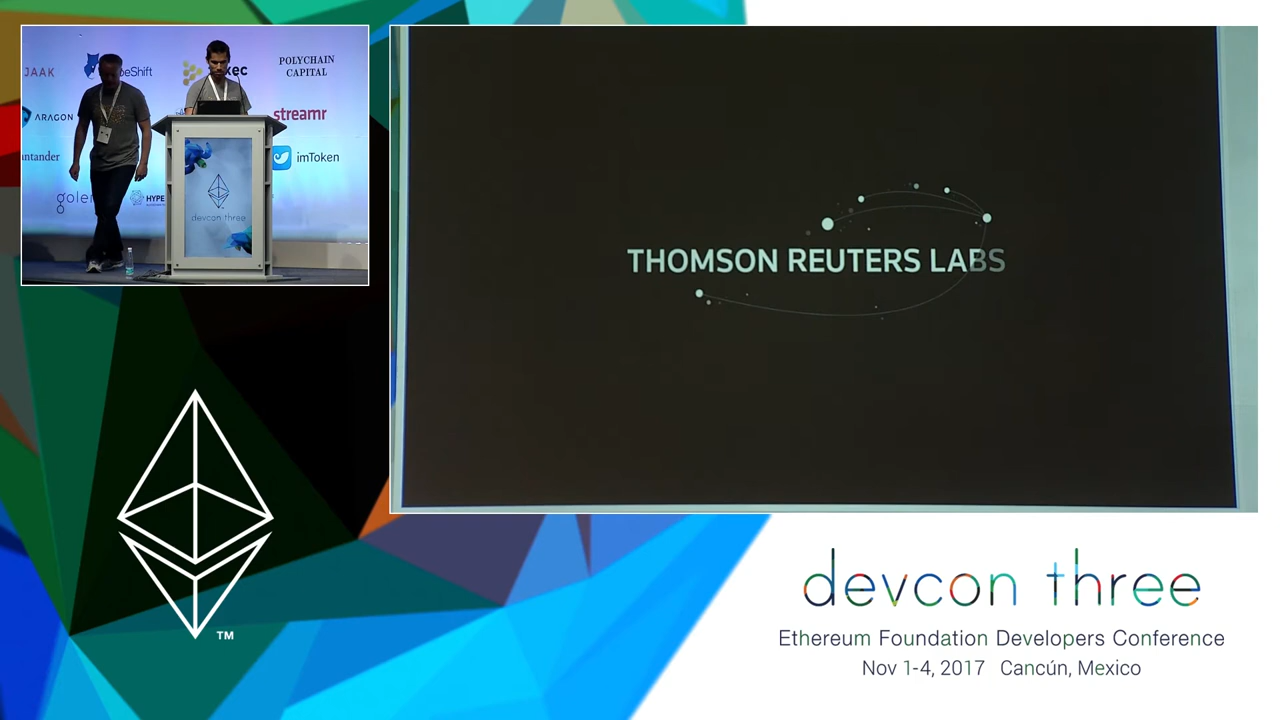 JAAK
POLYCHAIN
CAPITAL
ARAGON
streamr
imToken
devcon three
THOMSON REUTERS LABS
TM
devcon three
Ethereum Foundation Developers Conference
Nov 1-4, 2017 Cancún, Mexico